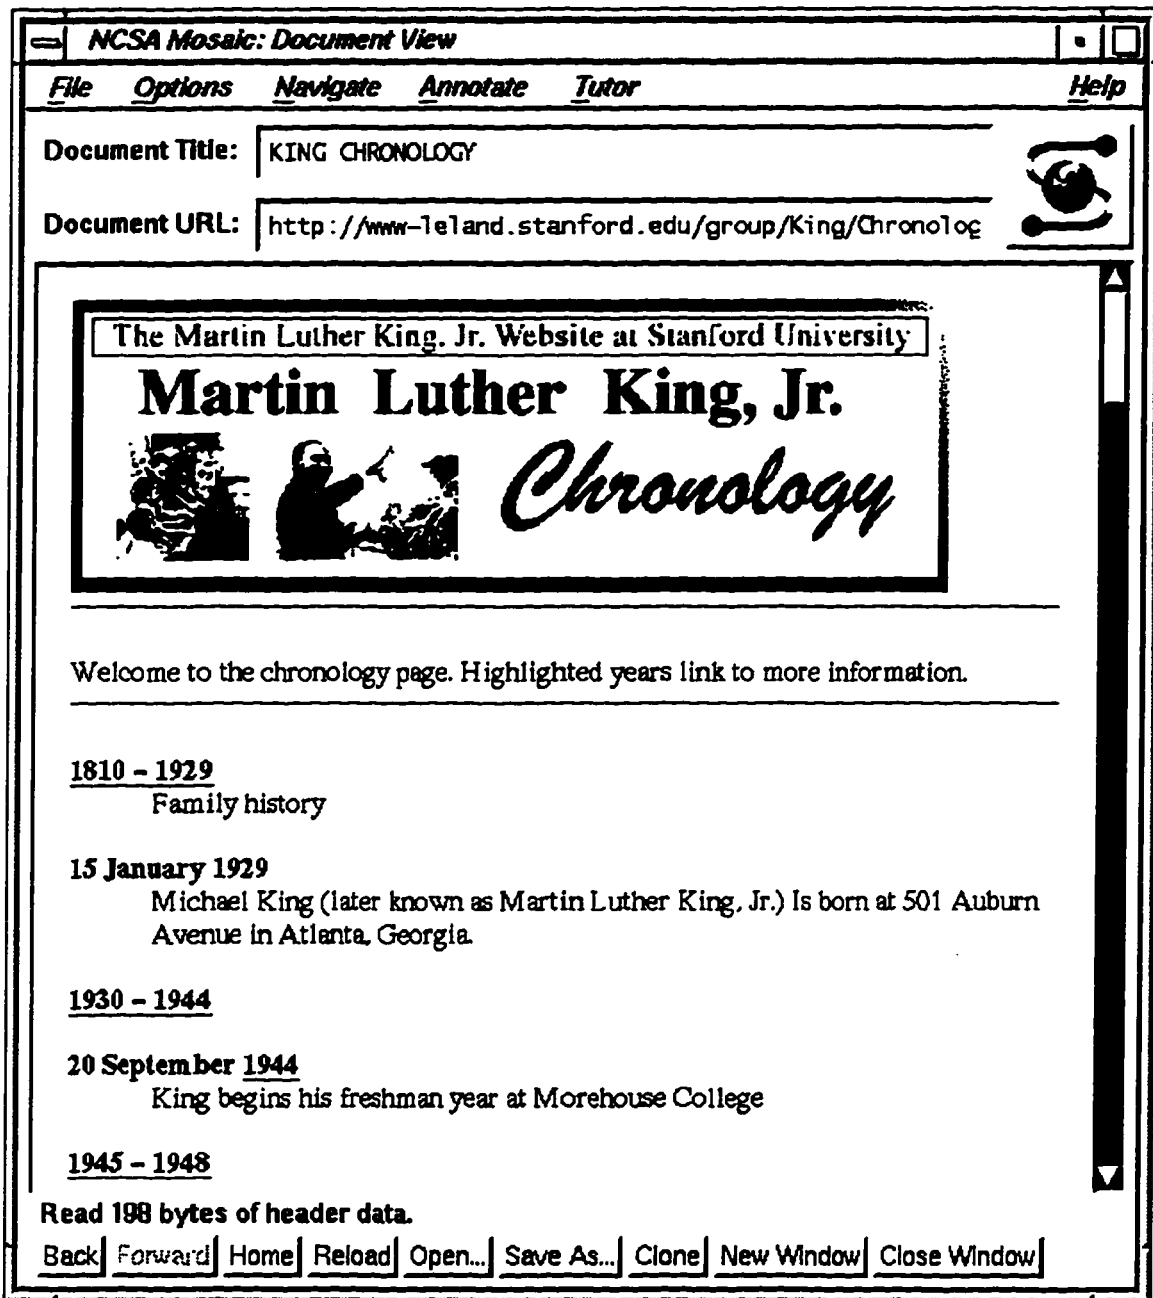 NCSA Mosaic: Document View
File Options Navigate Annotate Tutor Help
Document Title: KING CHRONOLOGY
Document URL: http://www-leland.stanford.edu/group/King/Chronolog
The Martin Luther King, Jr. Website at Stanford University
Martin Luther King, Jr.
Chronology
Welcome to the chronology page. Highlighted years link to more information.
1810 - 1929
Family history
15 January 1929
Michael King (later known as Martin Luther King, Jr.) Is born at 501 Auburn
Avenue in Atlanta, Georgia.
1930 - 1944
20 September 1944
King begins his freshman year at Morehouse College
1945 - 1948
Read 198 bytes of header data.
Back Forward Home Reload Open... Save As... Clone New Window Close Window